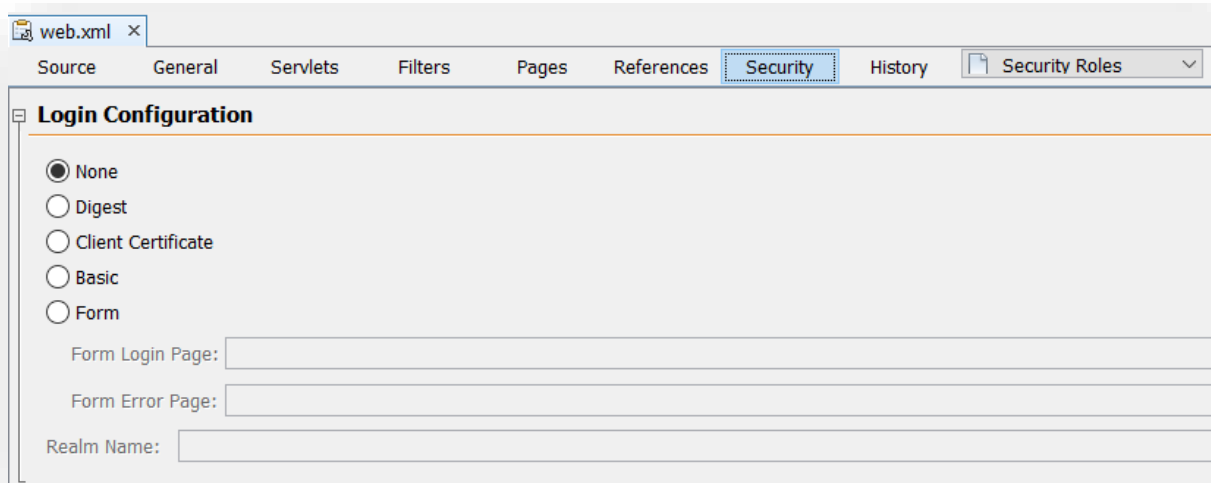 web.xml ×
Source General Servlets Filters Pages References Security History Security Roles
Login Configuration
None
Digest
Client Certificate
Basic
Form
Form Login Page:
Form Error Page:
Realm Name: